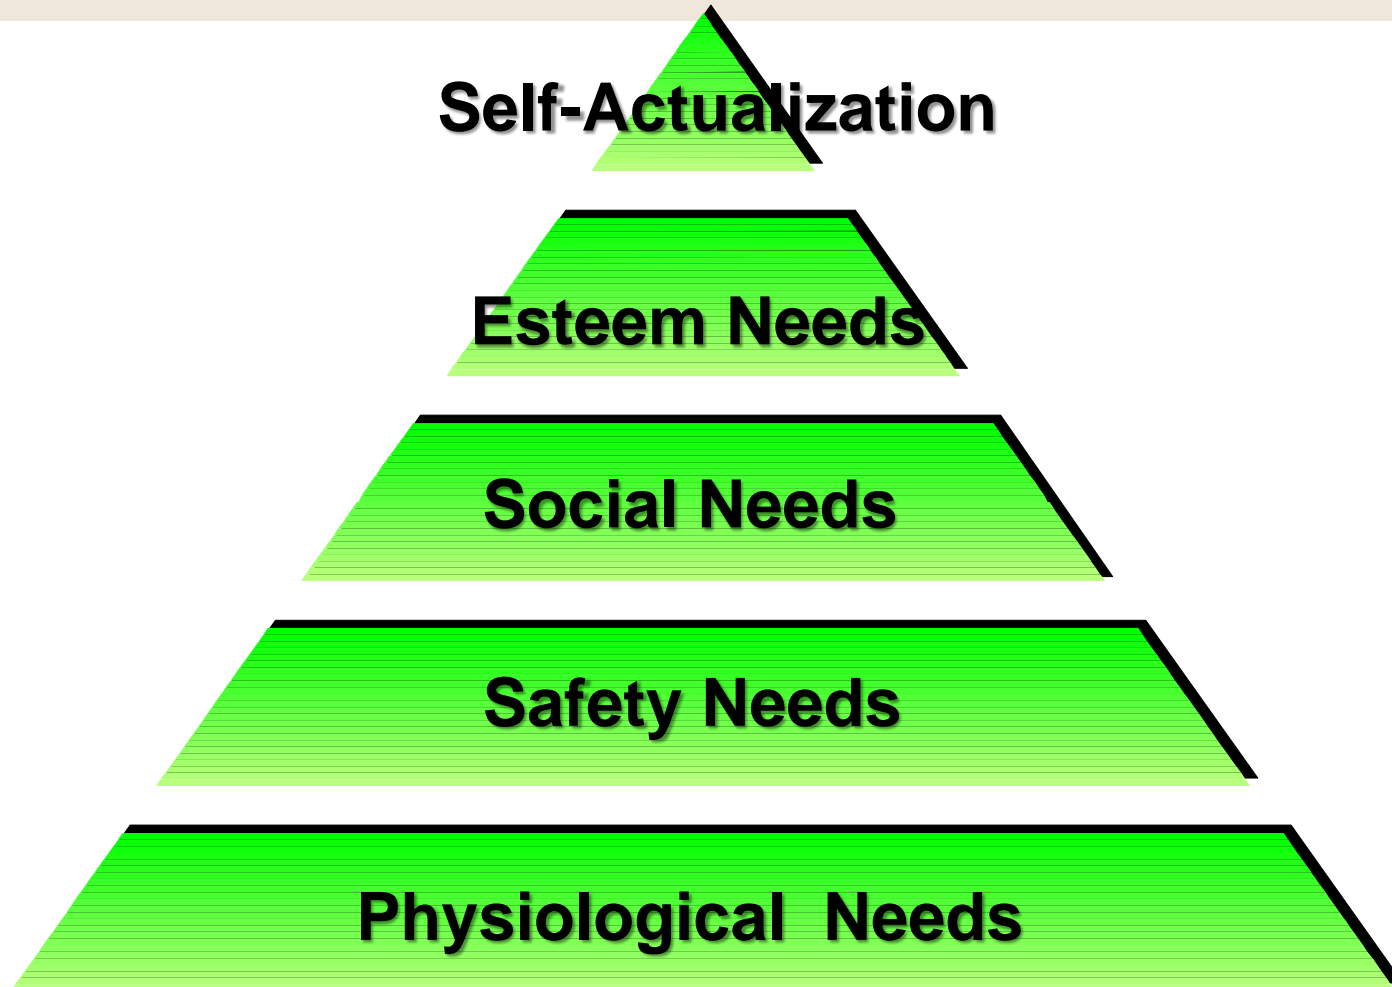 Self-Actualization
Esteem Needs
Social Needs
Safety Needs
Physiological Needs